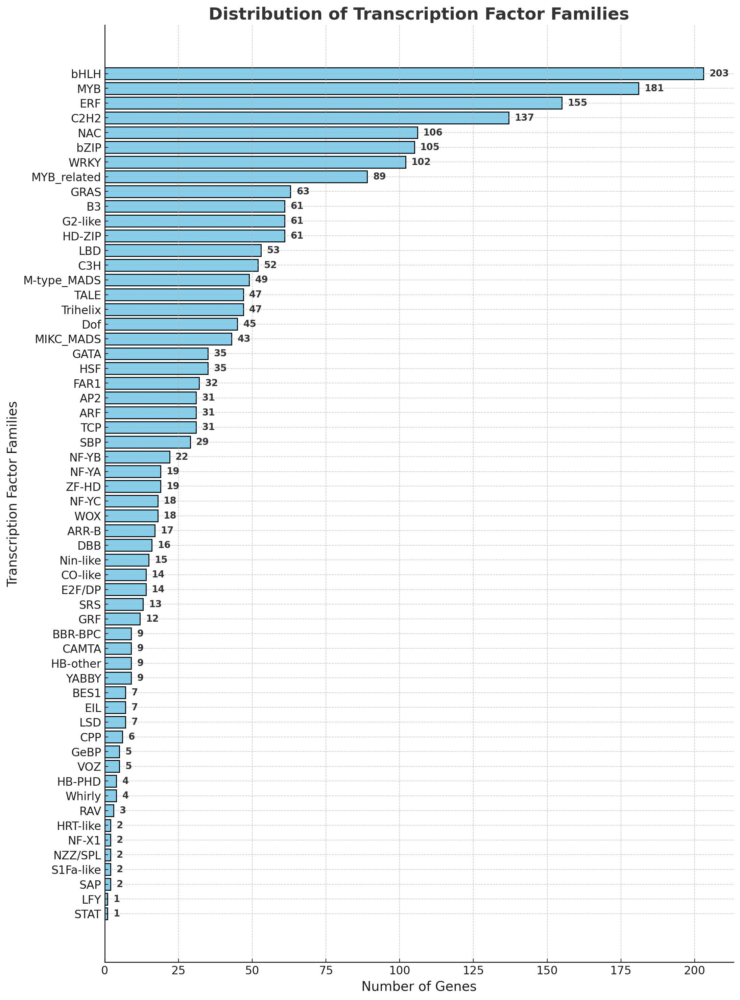 Distribution of Transcription Factor Families
bHLH 203
MYB 181
ERF 155
C2H2 137
NAC 106
bZIP 105
WRKY 102
MYB_related 89
GRAS 63
B3 61
G2-like 61
HD-ZIP 61
LBD 53
C3H 52
M-type_MADS 49
TALE 47
Trihelix 47
Dof 45
MIKC_MADS 43
GATA 35
HSF 35
FAR1 32
AP2 31
ARF 31
TCP 31
SBP 29
NF-YB 22
NF-YA 19
ZF-HD 19
NF-YC 18
WOX 18
ARR-B 17
DBB 16
Nin-like 15
CO-like 14
E2F/DP 14
SRS 13
GRF 12
BBR-BPC 9
CAMTA 9
HB-other 9
YABBY 9
BES1 7
EIL 7
LSD 7
CPP 6
GeBP 5
VOZ 5
HB-PHD 4
Whirly 4
RAV 3
HRT-like 2
NF-X1 2
NZZ/SPL 2
S1Fa-like 2
SAP 2
LFY 1
STAT 1
0 25 50 75 100 125 150 175 200
Number of Genes
Transcription Factor Families